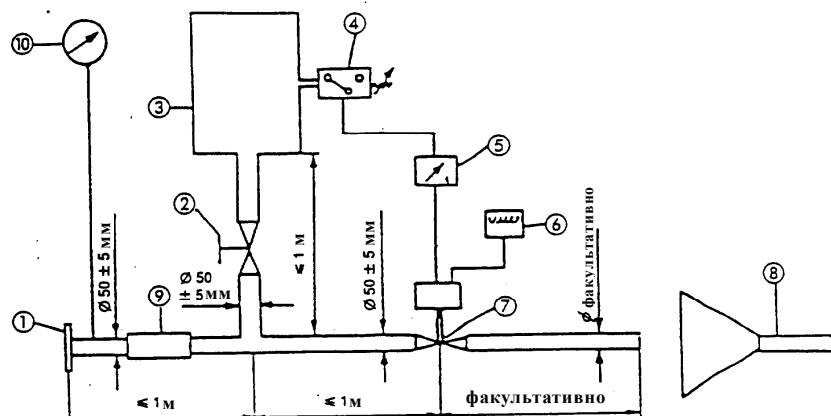 ⑩
④
③
⑤
②
⑥
≤ 1 м
Ø 50 ± 5 мм
Ø 50
± 5 мм
Ø 50 ± 5 мм
ϕ факультативно
⑨
⑦
⑧
①
≤ 1 м
≤ 1 м
факультативно